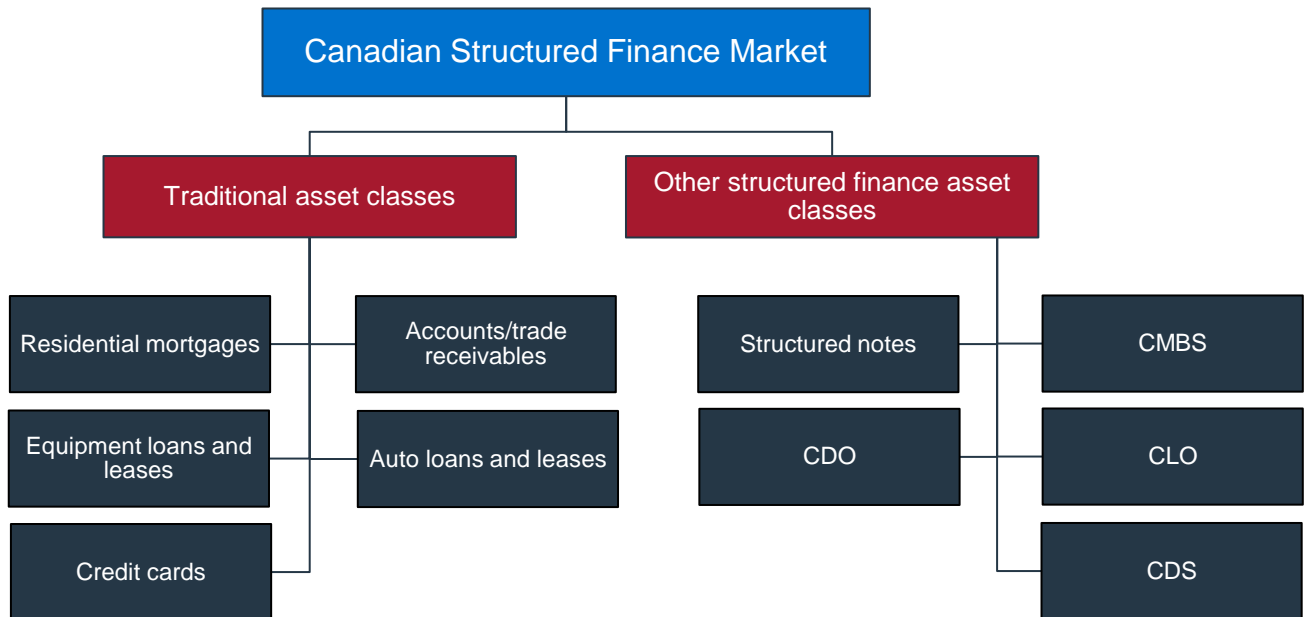 Canadian Structured Finance Market
Traditional asset classes
Other structured finance asset
classes
Residential mortgages
Accounts/trade
receivables
Structured notes
CMBS
Equipment loans and
leases
Auto loans and leases
CDO
CLO
Credit cards
CDS